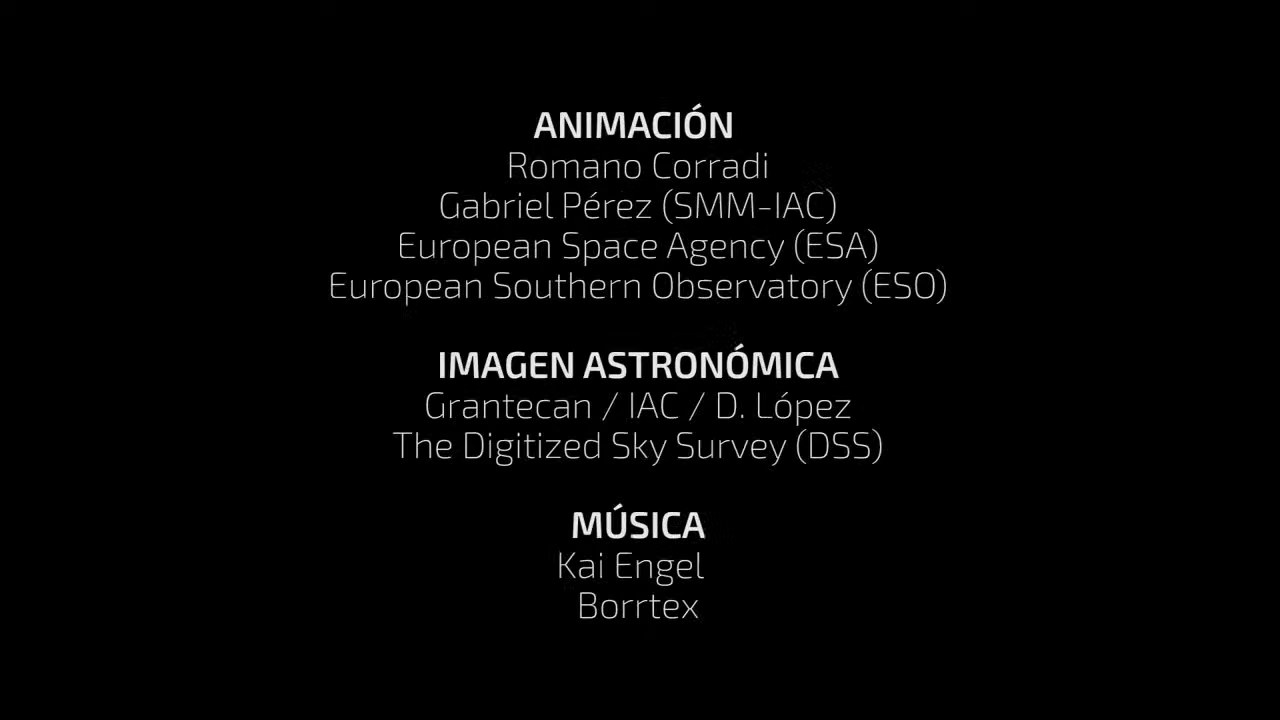 ANIMACIÓN
Romano Corradi
Gabriel Pérez (SMM-IAC)
European Space Agency (ESA)
European Southern Observatory (ESO)
IMAGEN ASTRONÓMICA
Grantecan / IAC / D. López
The Digitized Sky Survey (DSS)
MÚSICA
Kai Engel
Borrtex